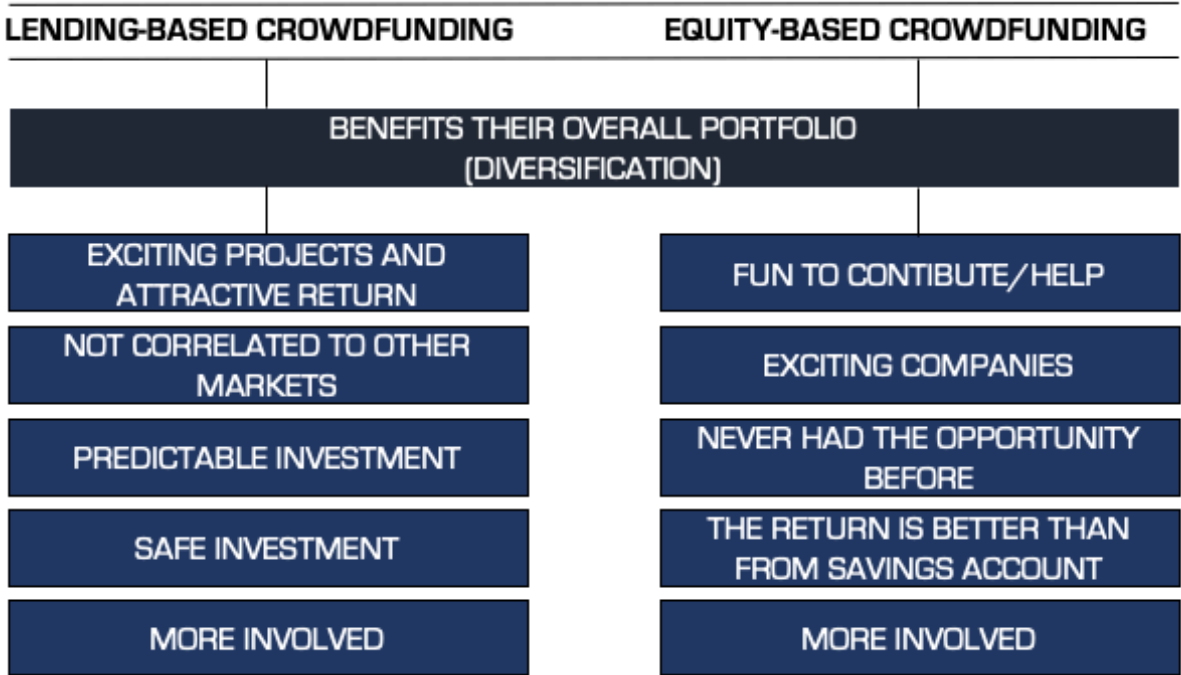 LENDING-BASED CROWDFUNDING
EQUITY-BASED CROWDFUNDING
BENEFITS THEIR OVERALL PORTFOLIO
(DIVERSIFICATION)
EXCITING PROJECTS AND
ATTRACTIVE RETURN
NOT CORRELATED TO OTHER
MARKETS
PREDICTABLE INVESTMENT
SAFE INVESTMENT
MORE INVOLVED
FUN TO CONTIBUTE/HELP
EXCITING COMPANIES
NEVER HAD THE OPPORTUNITY
BEFORE
THE RETURN IS BETTER THAN
FROM SAVINGS ACCOUNT
MORE INVOLVED